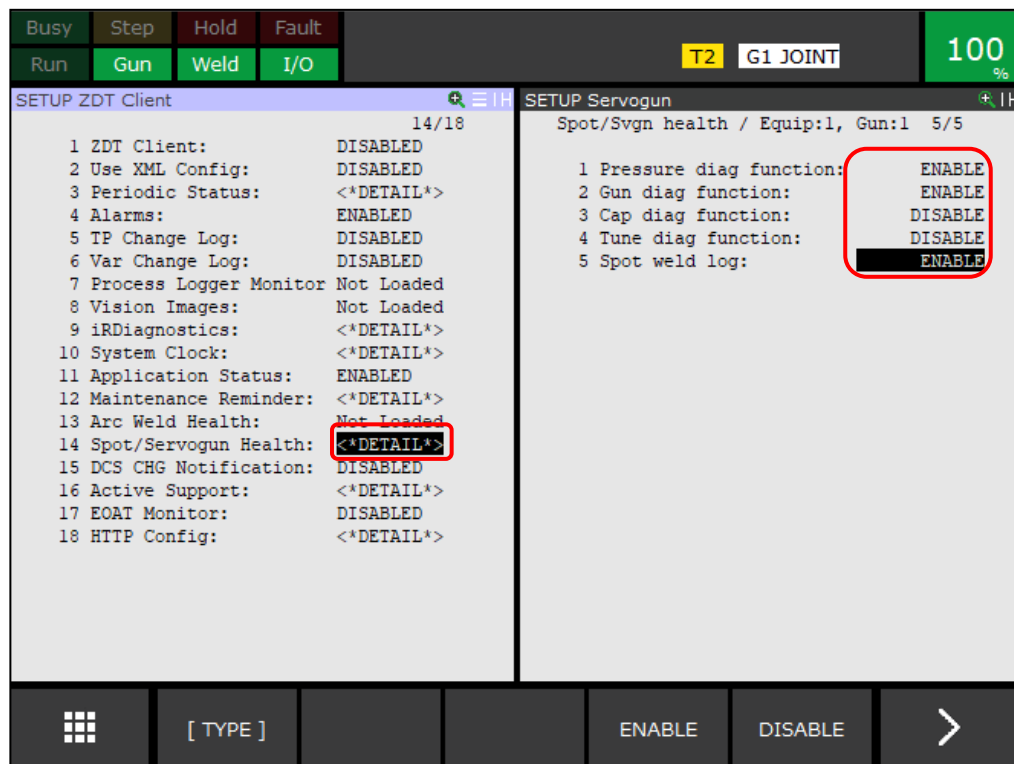 Busy Step Hold Fault
Run Gun Weld I/O
T2 G1 JOINT
100
%
SETUP ZDT Client
14/18
1 ZDT Client: DISABLED
2 Use XML Config: DISABLED
3 Periodic Status: <*DETAIL*>
4 Alarms: ENABLED
5 TP Change Log: DISABLED
6 Var Change Log: DISABLED
7 Process Logger Monitor Not Loaded
8 Vision Images: Not Loaded
9 iRDiagnostics: <*DETAIL*>
10 System Clock: <*DETAIL*>
11 Application Status: ENABLED
12 Maintenance Reminder: <*DETAIL*>
13 Arc Weld Health: Not Loaded
14 Spot/Servogun Health: <*DETAIL*>
15 DCS CHG Notification: DISABLED
16 Active Support: <*DETAIL*>
17 EOAT Monitor: DISABLED
18 HTTP Config: <*DETAIL*>
SETUP Servogun
Spot/Svgn health / Equip:1, Gun:1 5/5
1 Pressure diag function: ENABLE
2 Gun diag function: ENABLE
3 Cap diag function: DISABLE
4 Tune diag function: DISABLE
5 Spot weld log: ENABLE
[ TYPE ] ENABLE DISABLE